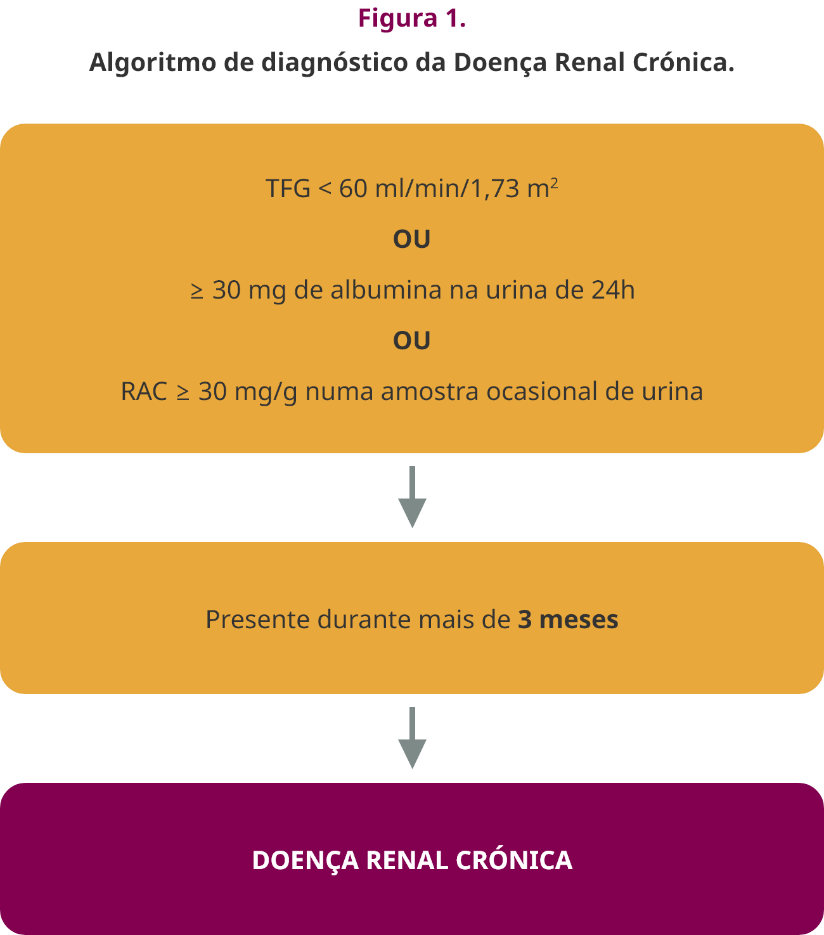 Figura 1.
Algoritmo de diagnóstico da Doença Renal Crónica.
TFG < 60 ml/min/1,73 m²
OU
≥ 30 mg de albumina na urina de 24h
OU
RAC ≥ 30 mg/g numa amostra ocasional de urina
Presente durante mais de 3 meses
DOENÇA RENAL CRÓNICA